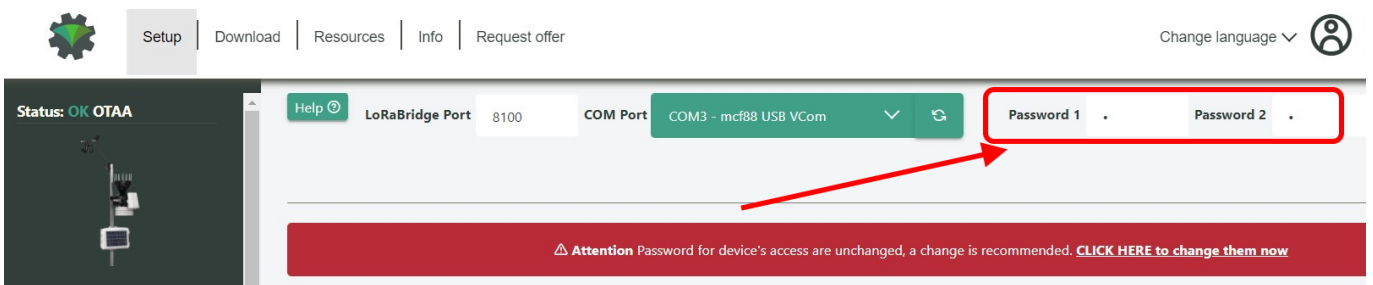 Setup
Download
Resources
Info
Request offer
Change language
Status: OK OTAA
Help
LoRaBridge Port
8100
COM Port
COM3 - mcf88 USB VCom
Password 1
Password 2
Attention Password for device's access are unchanged, a change is recommended. CLICK HERE to change them now